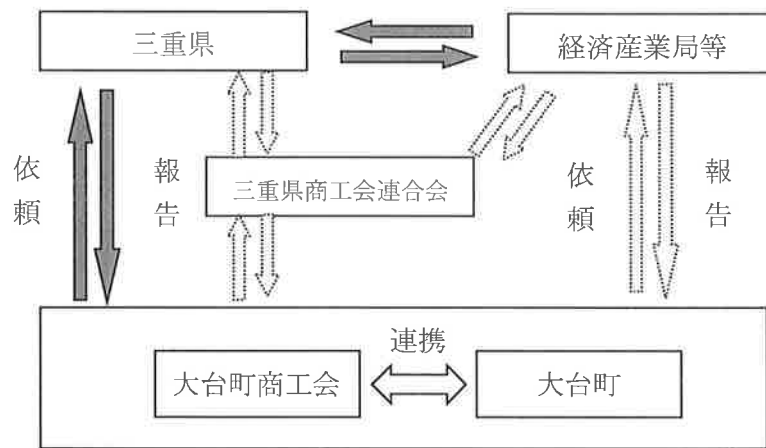 三重県
経済産業局等
依頼
報告
三重県商工会連合会
依頼
報告
連携
大台町商工会
大台町